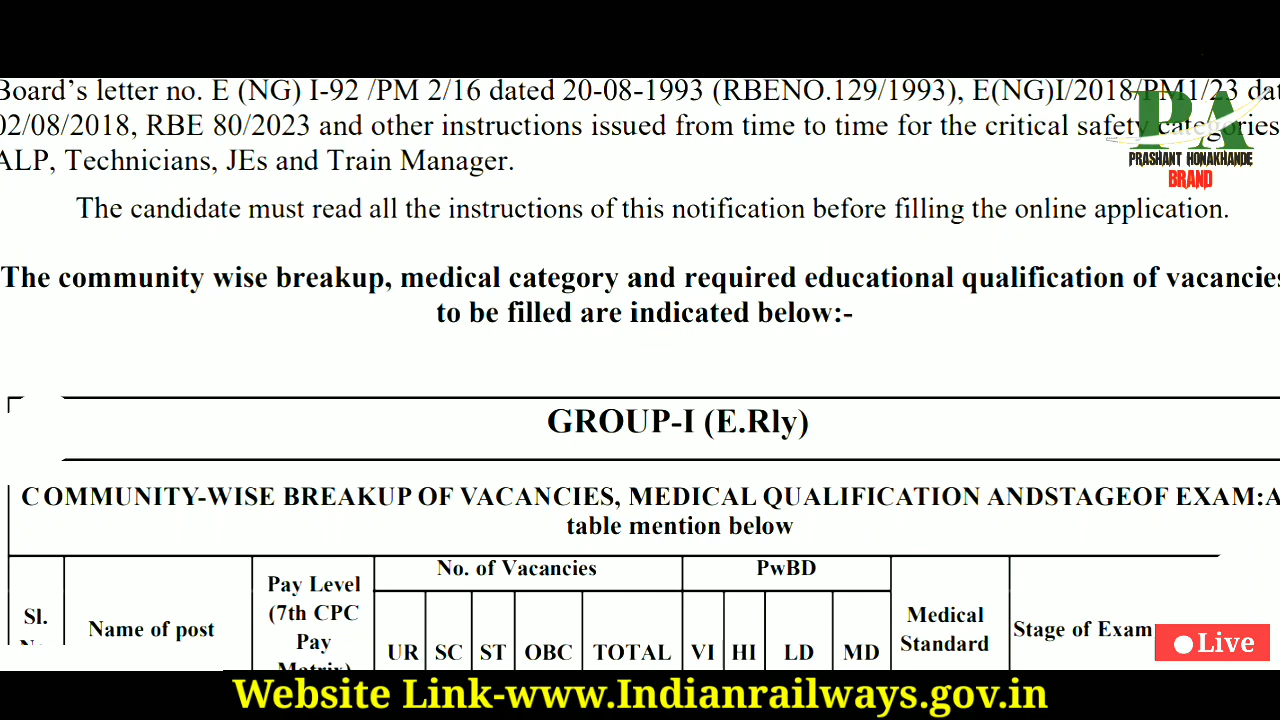 Board's letter no. E (NG) I-92 /PM 2/16 dated 20-08-1993 (RBENO.129/1993), E(NG)I/2018/PM1/23 dat
02/08/2018, RBE 80/2023 and other instructions issued from time to time for the critical safety categories
ALP, Technicians, JEs and Train Manager.
PA
PRASHANT HONAKHANDE
BRAND
The candidate must read all the instructions of this notification before filling the online application.
The community wise breakup, medical category and required educational qualification of vacancies
to be filled are indicated below:-
GROUP-I (E.Rly)
COMMUNITY-WISE BREAKUP OF VACANCIES, MEDICAL QUALIFICATION ANDSTAGEOF EXAM:A
table mention below
Sl.
No.
Name of post
Pay Level
(7th CPC
Pay
Matrix)
No. of Vacancies
UR SC ST OBC TOTAL
PwBD
VI HI LD MD
Medical
Standard
Stage of Exam
Live
Website Link-www.Indianrailways.gov.in